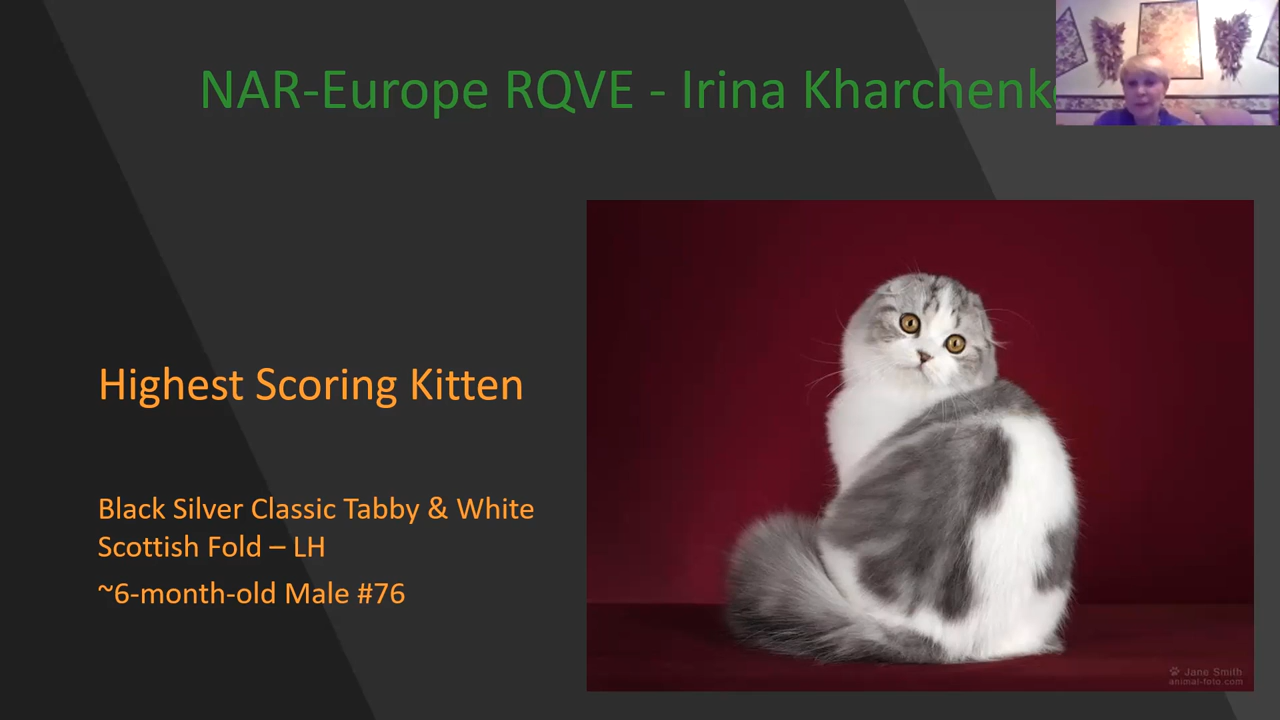 NAR-Europe RQVE - Irina Kharchenk
Highest Scoring Kitten
Black Silver Classic Tabby & White
Scottish Fold – LH
~6-month-old Male #76
Jane Smith
animal-foto.com